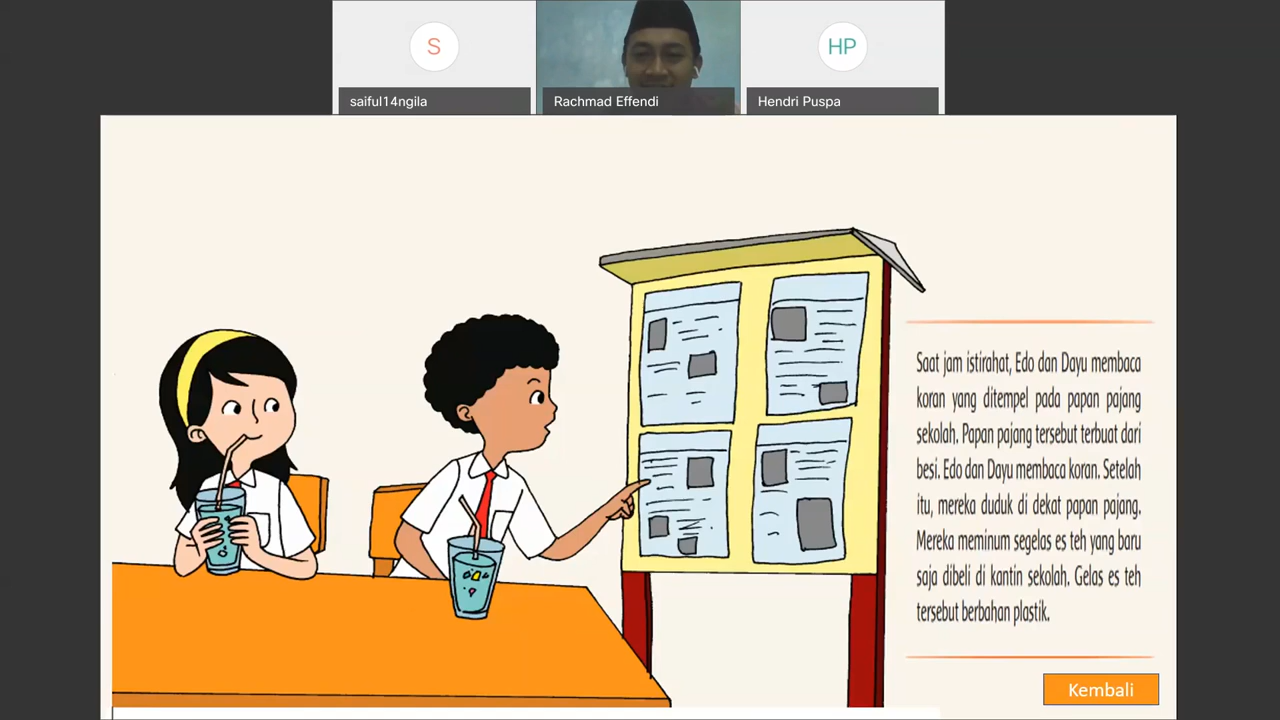 S
HP
saiful14ngila
Rachmad Effendi
Hendri Puspa
Saat jam istirahat, Edo dan Dayu membaca
koran yang ditempel pada papan pajang
sekolah. Papan pajang tersebut terbuat dari
besi. Edo dan Dayu membaca koran. Setelah
itu, mereka duduk di dekat papan pajang.
Mereka meminum segelas es teh yang baru
saja dibeli di kantin sekolah. Gelas es teh
tersebut berbahan plastik.
Kembali